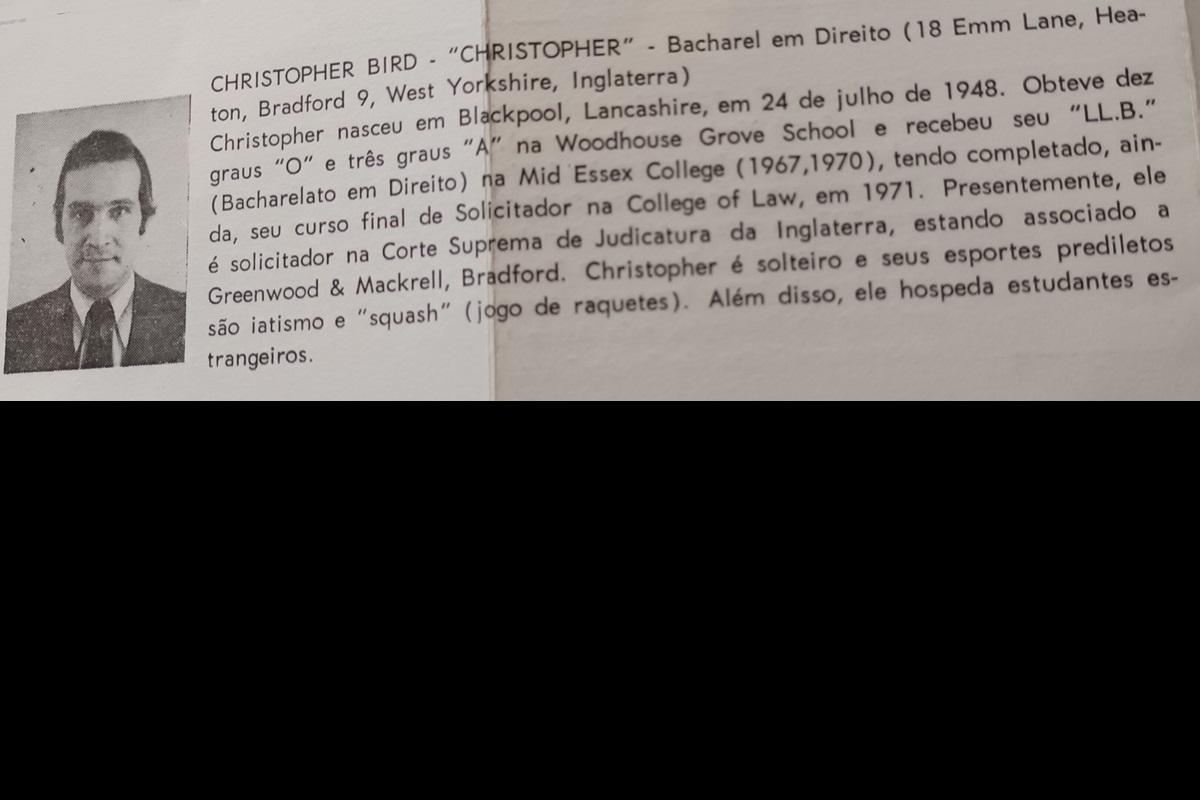 CHRISTOPHER BIRD - "CHRISTOPHER" - Bacharel em Direito (18 Emm Lane, Hea-
ton, Bradford 9, West Yorkshire, Inglaterra)
Christopher nasceu em Blackpool, Lancashire, em 24 de julho de 1948. Obteve dez
graus "O" e três graus "A" na Woodhouse Grove School e recebeu seu "LL.B."
(Bacharelato em Direito) na Mid Essex College (1967,1970), tendo completado, ain-
da, seu curso final de Solicitador na College of Law, em 1971. Presentemente, ele
é solicitador na Corte Suprema de Judicatura da Inglaterra, estando associado a
Greenwood & Mackrell, Bradford. Christopher é solteiro e seus esportes prediletos
são iatismo e "squash" (jogo de raquetes). Além disso, ele hospeda estudantes es-
trangeiros.